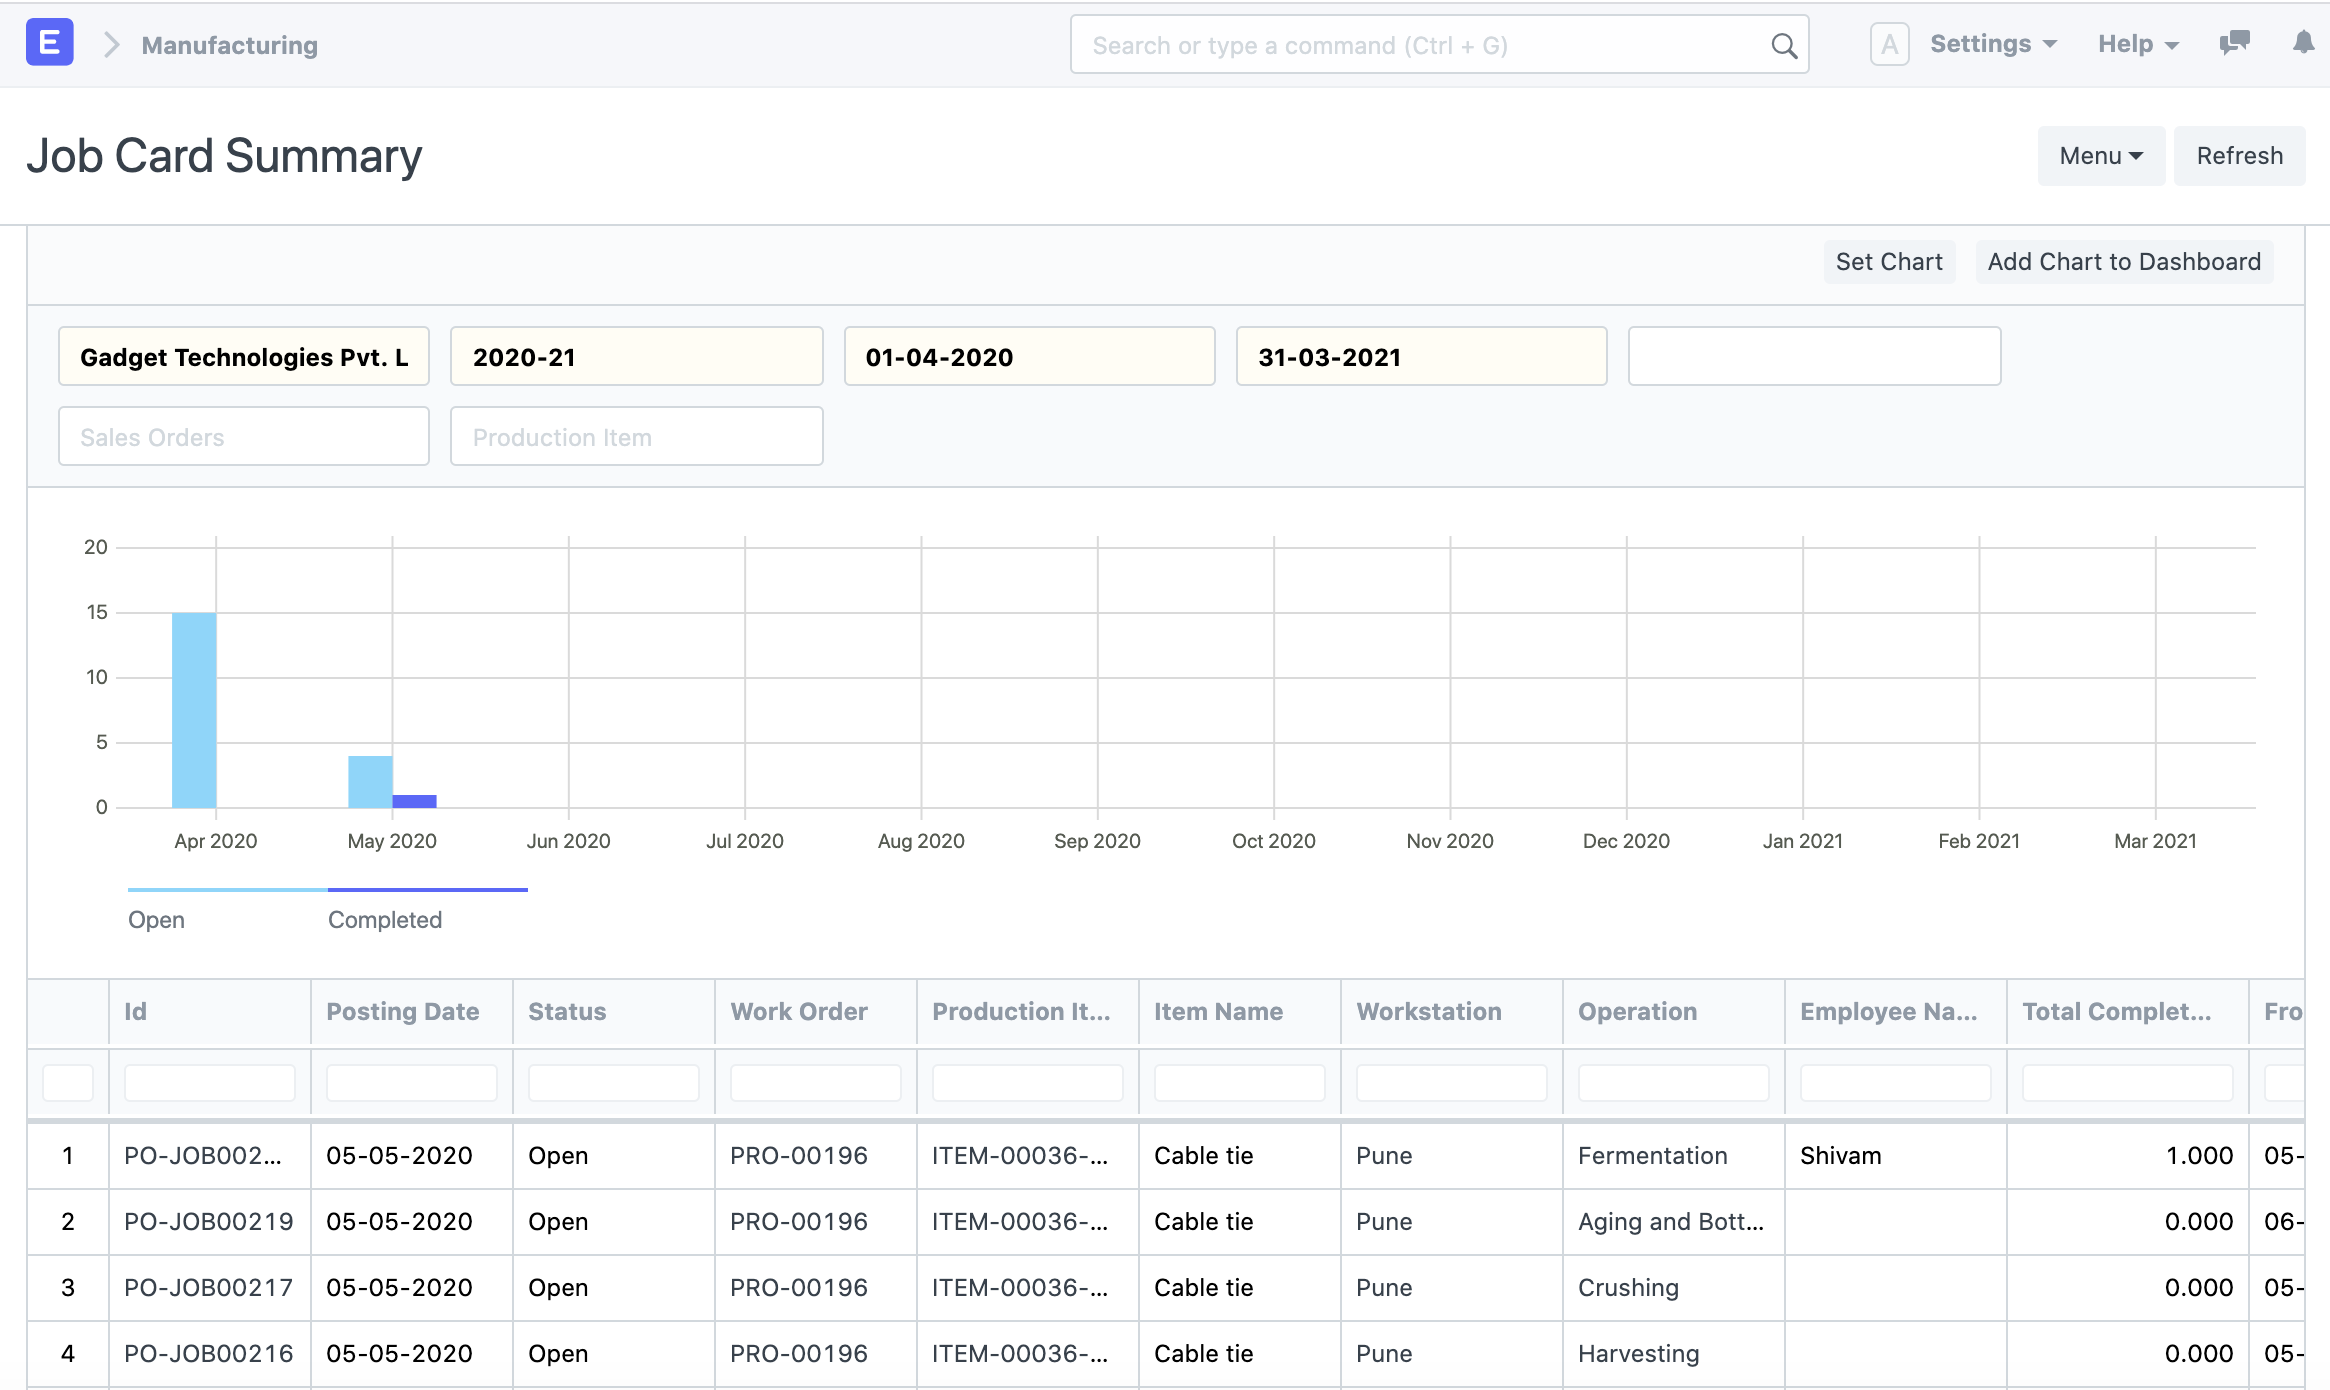 E Manufacturing Search or type a command (Ctrl + G) A Settings Help
Job Card Summary Menu Refresh
Set Chart Add Chart to Dashboard
Gadget Technologies Pvt. L 2020-21 01-04-2020 31-03-2021
Sales Orders Production Item
20
15
10
5
0
Apr 2020 May 2020 Jun 2020 Jul 2020 Aug 2020 Sep 2020 Oct 2020 Nov 2020 Dec 2020 Jan 2021 Feb 2021 Mar 2021
Open Completed
Id Posting Date Status Work Order Production It... Item Name Workstation Operation Employee Na... Total Complet... Fro
1 PO-JOB002... 05-05-2020 Open PRO-00196 ITEM-00036-... Cable tie Pune Fermentation Shivam 1.000 05-
2 PO-JOB00219 05-05-2020 Open PRO-00196 ITEM-00036-... Cable tie Pune Aging and Bott... 0.000 06-
3 PO-JOB00217 05-05-2020 Open PRO-00196 ITEM-00036-... Cable tie Pune Crushing 0.000 05-
4 PO-JOB00216 05-05-2020 Open PRO-00196 ITEM-00036-... Cable tie Pune Harvesting 0.000 05-